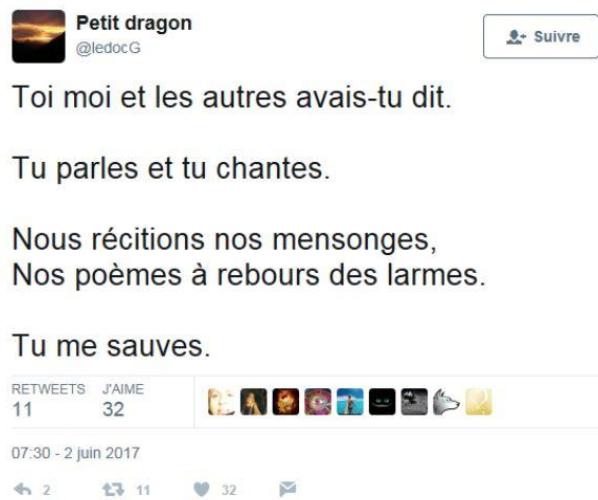 Petit dragon
@ledocG
Suivre
Toi moi et les autres avais-tu dit.
Tu parles et tu chantes.
Nous récitions nos mensonges,
Nos poèmes à rebours des larmes.
Tu me sauves.
RETWEETS J'AIME
11 32
07:30 - 2 juin 2017
2 11 32